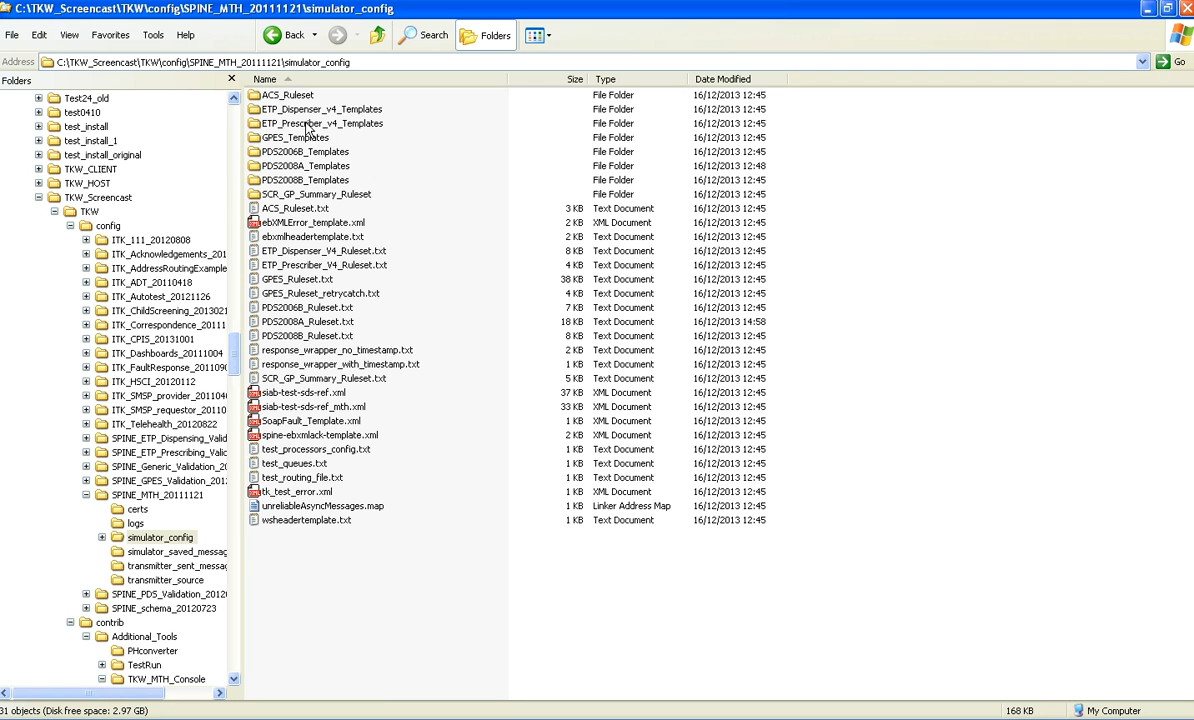 C:\TKW_Screencast\TKW\config\SPINE_MTH_20111121\simulator_config
File Edit View Favorites Tools Help
Back Search Folders
Address C:\TKW_Screencast\TKW\config\SPINE_MTH_20111121\simulator_config Go
Folders
Test24_old
test0410
test_install
test_install_1
test_install_original
TKW_CLIENT
TKW_HOST
TKW_Screencast
TKW
config
ITK_111_20120808
ITK_Acknowledgements_201
ITK_AddressRoutingExample
ITK_ADT_20110418
ITK_Autotest_20121126
ITK_ChildScreening_201302
ITK_Correspondence_20111
ITK_CPIS_20131001
ITK_Dashboards_20111004
ITK_FaultResponse_201109
ITK_HSCI_20120112
ITK_SMSP_provider_201104
ITK_SMSP_requestor_20110
ITK_Telehealth_20120822
SPINE_ETP_Dispensing_Valid
SPINE_ETP_Prescribing_Valid
SPINE_Generic_Validation_20
SPINE_GPES_Validation_201
SPINE_MTH_20111121
certs
logs
simulator_config
simulator_saved_messag
transmitter_sent_messag
transmitter_source
SPINE_PDS_Validation_2012
SPINE_schema_20120723
contrib
Additional_Tools
PHconverter
TestRun
TKW_MTH_Console
Name Size Type Date Modified
ACS_Ruleset File Folder 16/12/2013 12:45
ETP_Dispenser_v4_Templates File Folder 16/12/2013 12:45
ETP_Prescriber_v4_Templates File Folder 16/12/2013 12:45
GPES_Templates File Folder 16/12/2013 12:45
PDS2006B_Templates File Folder 16/12/2013 12:45
PDS2008A_Templates File Folder 16/12/2013 12:48
PDS2008B_Templates File Folder 16/12/2013 12:45
SCR_GP_Summary_Ruleset File Folder 16/12/2013 12:45
ACS_Ruleset.txt 3 KB Text Document 16/12/2013 12:45
ebXMLError_template.xml 2 KB XML Document 16/12/2013 12:45
ebxmlheadertemplate.txt 2 KB Text Document 16/12/2013 12:45
ETP_Dispenser_V4_Ruleset.txt 8 KB Text Document 16/12/2013 12:45
ETP_Prescriber_V4_Ruleset.txt 4 KB Text Document 16/12/2013 12:45
GPES_Ruleset.txt 38 KB Text Document 16/12/2013 12:45
GPES_Ruleset_retrycatch.txt 4 KB Text Document 16/12/2013 12:45
PDS2006B_Ruleset.txt 7 KB Text Document 16/12/2013 12:45
PDS2008A_Ruleset.txt 18 KB Text Document 16/12/2013 14:58
PDS2008B_Ruleset.txt 8 KB Text Document 16/12/2013 12:45
response_wrapper_no_timestamp.txt 2 KB Text Document 16/12/2013 12:45
response_wrapper_with_timestamp.txt 1 KB Text Document 16/12/2013 12:45
SCR_GP_Summary_Ruleset.txt 5 KB Text Document 16/12/2013 12:45
siab-test-sds-ref.xml 37 KB XML Document 16/12/2013 12:45
siab-test-sds-ref_mth.xml 33 KB XML Document 16/12/2013 12:45
SoapFault_Template.xml 1 KB XML Document 16/12/2013 12:45
spine-ebxmlack-template.xml 2 KB XML Document 16/12/2013 12:45
test_processors_config.txt 1 KB Text Document 16/12/2013 12:45
test_queues.txt 1 KB Text Document 16/12/2013 12:45
test_routing_file.txt 1 KB Text Document 16/12/2013 12:45
tk_test_error.xml 1 KB XML Document 16/12/2013 12:45
unreliableAsyncMessages.map 1 KB Linker Address Map 16/12/2013 12:45
wsheadertemplate.txt 1 KB Text Document 16/12/2013 12:45
31 objects (Disk free space: 2.97 GB) 168 KB My Computer